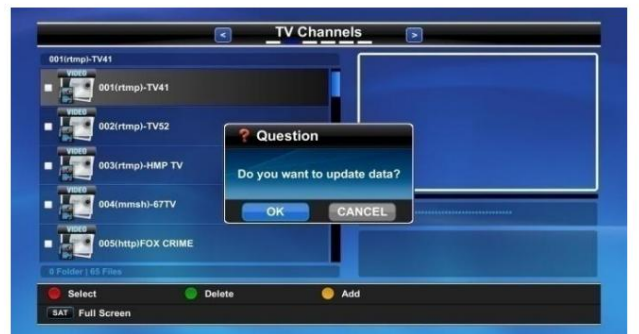 < TV Channels >
001(rtmp)-TV41
VIDEO
001(rtmp)-TV41
VIDEO
002(rtmp)-TV52
VIDEO
003(rtmp)-HMP TV
VIDEO
004(mmsh)-67TV
VIDEO
005(http)FOX CRIME
? Question
Do you want to update data?
OK CANCEL
0 Folder | 65 Files
Select Delete Add
SAT Full Screen